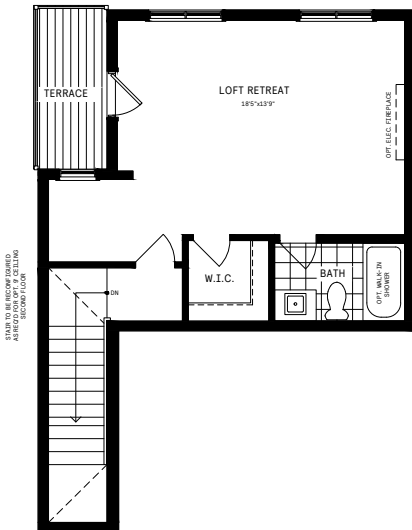 TERRACE
LOFT RETREAT
18'5"x13'9"
OPT. ELEC. FIREPLACE
STAIR TO BE RECONFIGURED
AS REQ'D FOR OPT. 9' CEILING
SECOND FLOOR
DN
W.I.C.
BATH
OPT. WALK-IN
SHOWER